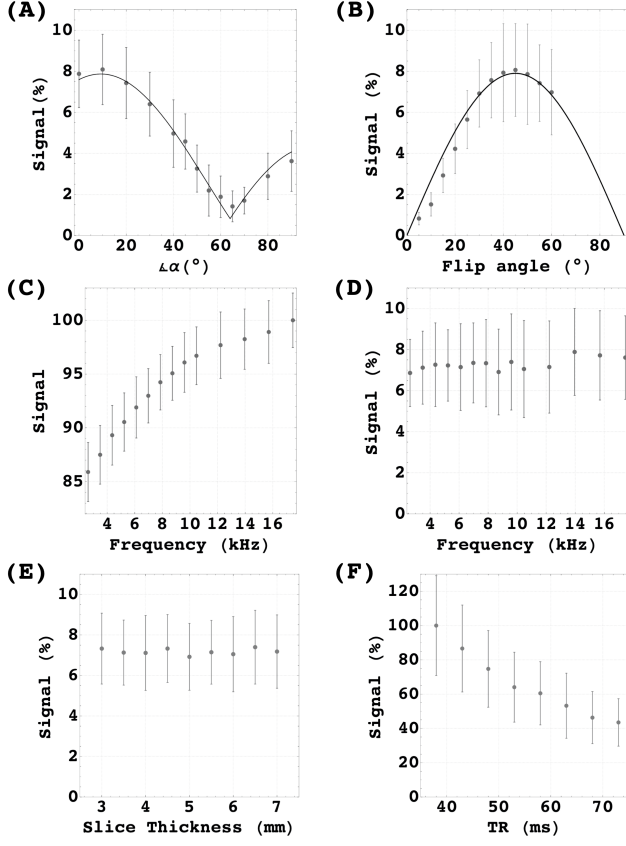 (A)
Signal(%)
10
8
6
4
2
0
0 20 40 60 80
∡α(°)
(B)
Signal (%)
10
8
6
4
2
0
0 20 40 60 80
Flip angle (°)
(C)
Signal
100
95
90
85
4 6 8 10 12 14 16
Frequency (kHz)
(D)
Signal (%)
10
8
6
4
2
0
4 6 8 10 12 14 16
Frequency (kHz)
(E)
Signal (%)
10
8
6
4
2
0
3 4 5 6 7
Slice Thickness (mm)
(F)
Signal (%)
120
100
80
60
40
20
0
40 50 60 70
TR (ms)